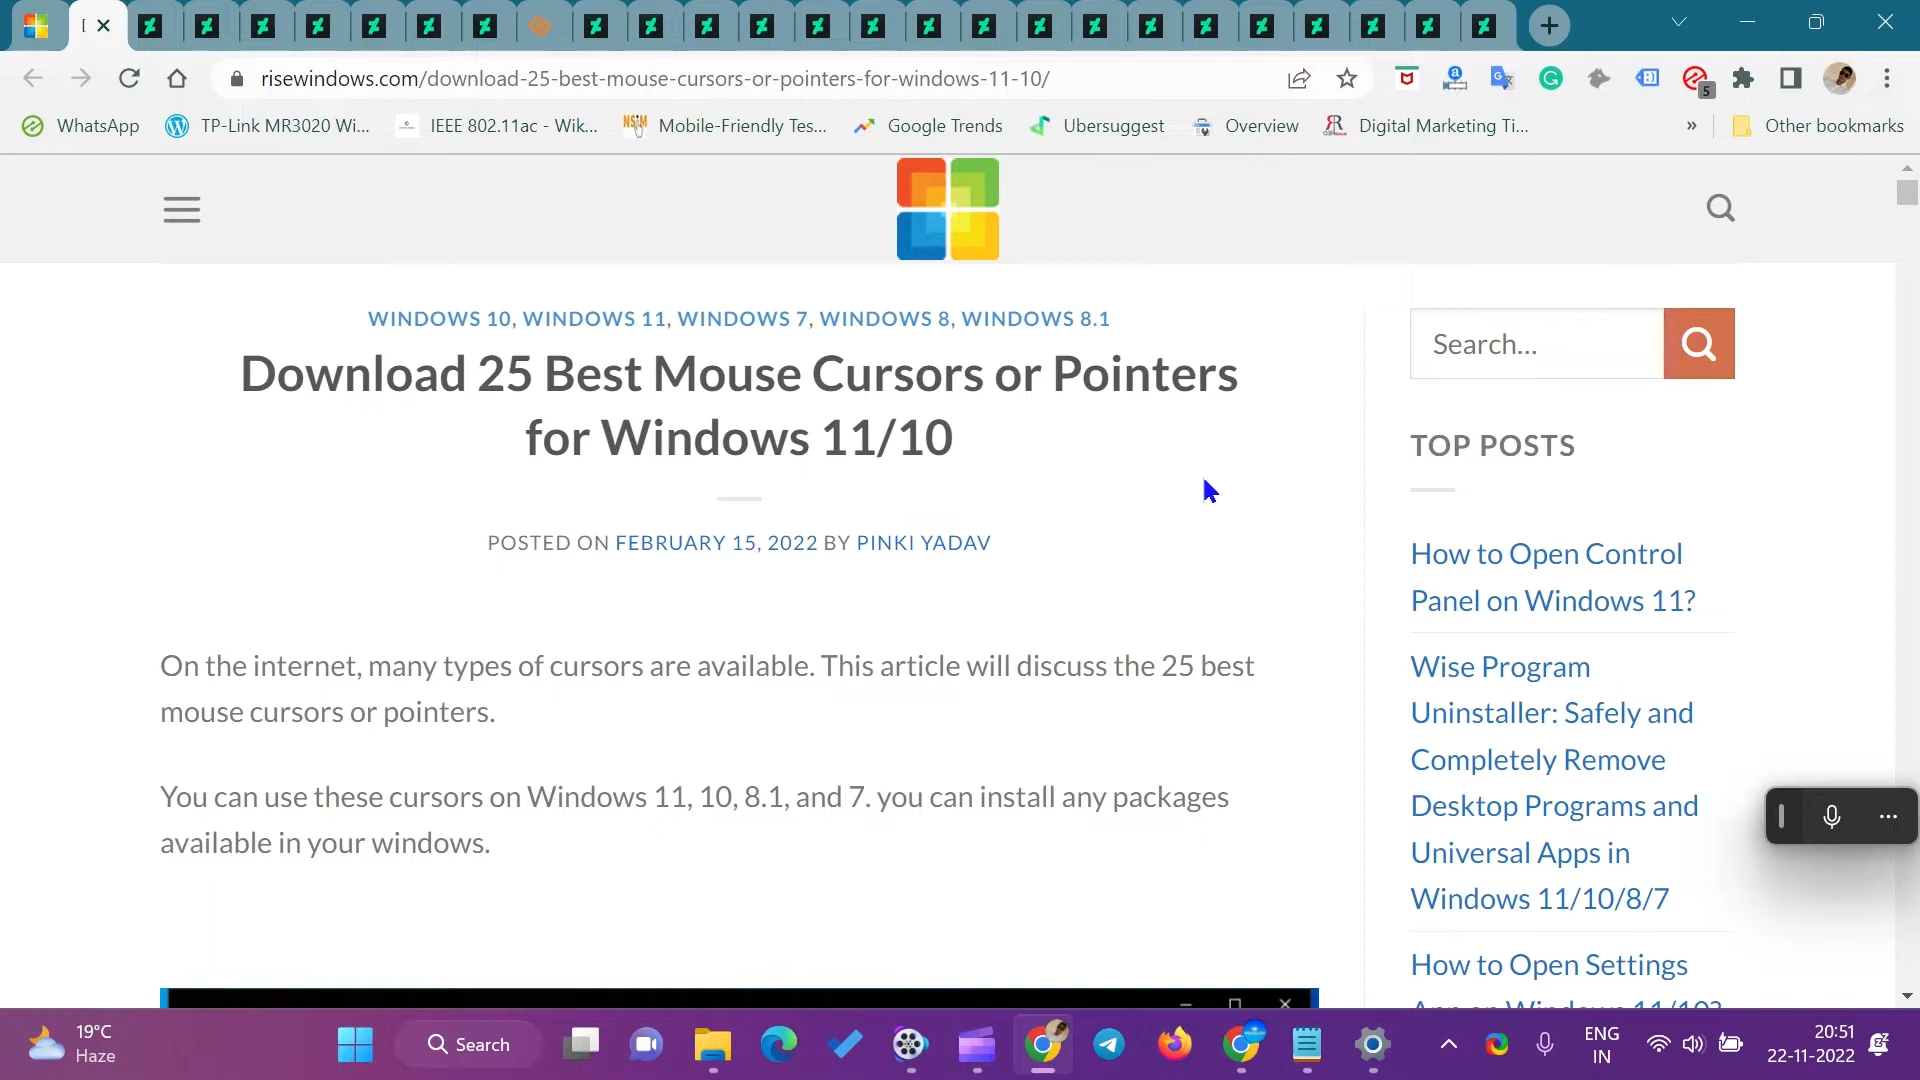 risewindows.com/download-25-best-mouse-cursors-or-pointers-for-windows-11-10/
5
WhatsApp
TP-Link MR3020 Wi...
IEEE 802.11ac - Wik...
Mobile-Friendly Tes...
Google Trends
Ubersuggest
Overview
Digital Marketing Ti...
»
Other bookmarks
WINDOWS 10, WINDOWS 11, WINDOWS 7, WINDOWS 8, WINDOWS 8.1
Download 25 Best Mouse Cursors or Pointers
for Windows 11/10
POSTED ON FEBRUARY 15, 2022 BY PINKI YADAV
On the internet, many types of cursors are available. This article will discuss the 25 best
mouse cursors or pointers.
You can use these cursors on Windows 11, 10, 8.1, and 7. you can install any packages
available in your windows.
Search...
TOP POSTS
How to Open Control
Panel on Windows 11?
Wise Program
Uninstaller: Safely and
Completely Remove
Desktop Programs and
Universal Apps in
Windows 11/10/8/7
How to Open Settings
App on Windows 11/10?
19°C
Haze
Search
ENG
IN
20:51
22-11-2022